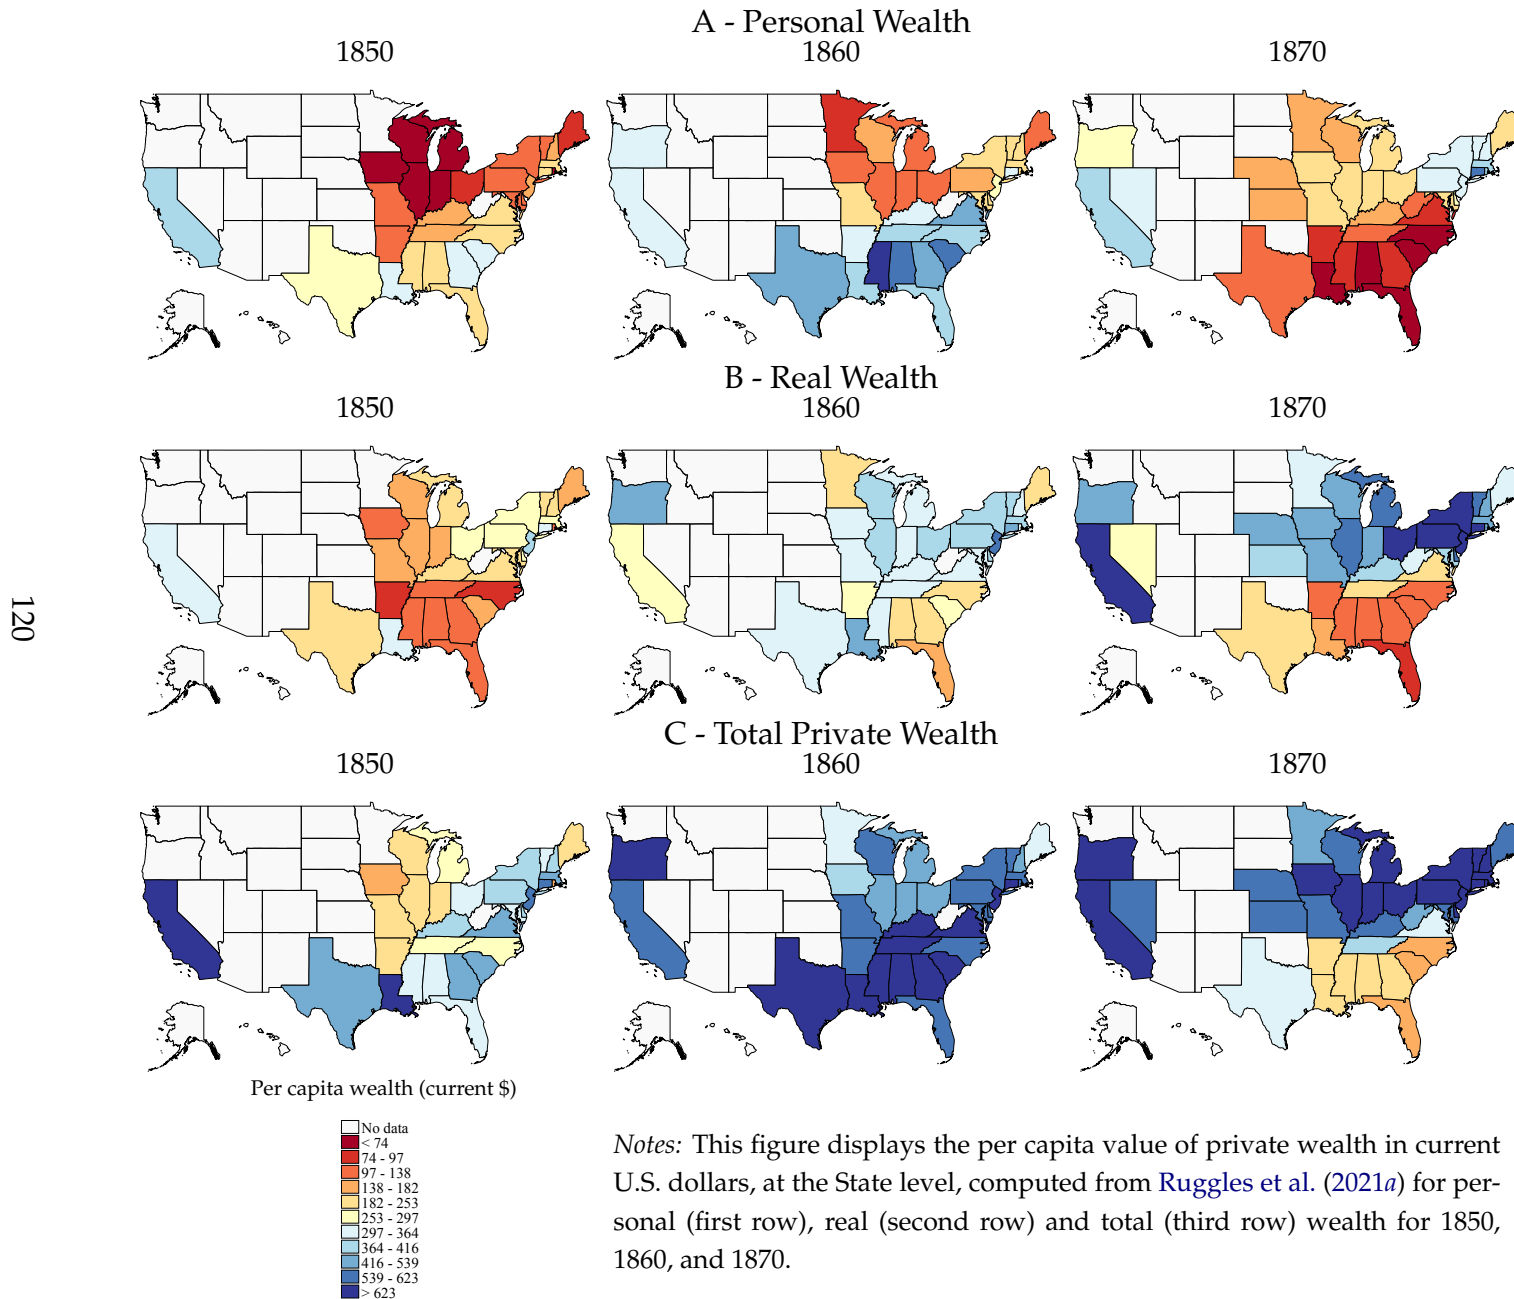 A - Personal Wealth
1850
1860
1870
B - Real Wealth
1850
1860
1870
C - Total Private Wealth
1850
1860
1870
Per capita wealth (current $)
No data
< 74
74 - 97
97 - 138
138 - 182
182 - 253
253 - 297
297 - 364
364 - 416
416 - 539
539 - 623
> 623
Notes: This figure displays the per capita value of private wealth in current
U.S. dollars, at the State level, computed from Ruggles et al. (2021a) for per-
sonal (first row), real (second row) and total (third row) wealth for 1850,
1860, and 1870.
120